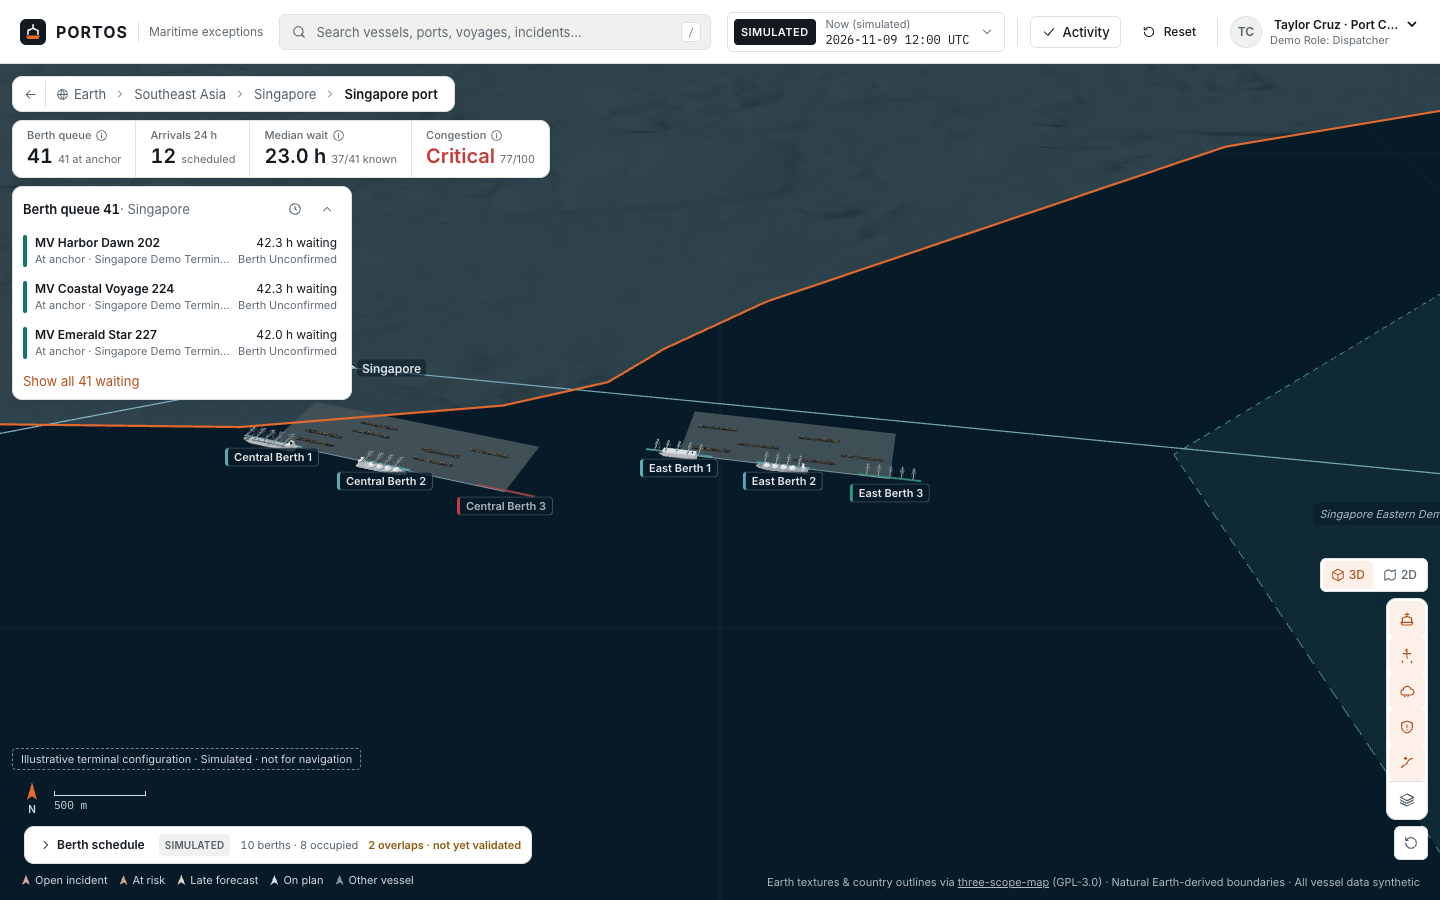 PORTOS
Maritime exceptions
Search vessels, ports, voyages, incidents...
/
SIMULATED
Now (simulated)
2026-11-09 12:00 UTC
Activity
Reset
TC
Taylor Cruz · Port C...
Demo Role: Dispatcher
Earth
Southeast Asia
Singapore
Singapore port
Berth queue
41 41 at anchor
Arrivals 24 h
12 scheduled
Median wait
23.0 h 37/41 known
Congestion
Critical 77/100
Berth queue 41 · Singapore
MV Harbor Dawn 202 42.3 h waiting
At anchor · Singapore Demo Termin... Berth Unconfirmed
MV Coastal Voyage 224 42.3 h waiting
At anchor · Singapore Demo Termin... Berth Unconfirmed
MV Emerald Star 227 42.0 h waiting
At anchor · Singapore Demo Termin... Berth Unconfirmed
Show all 41 waiting
Singapore
Central Berth 1
Central Berth 2
Central Berth 3
East Berth 1
East Berth 2
East Berth 3
Singapore Eastern Dem
3D
2D
Illustrative terminal configuration · Simulated · not for navigation
N
500 m
Berth schedule SIMULATED 10 berths · 8 occupied 2 overlaps · not yet validated
Open incident At risk Late forecast On plan Other vessel
Earth textures & country outlines via three-scope-map (GPL-3.0) · Natural Earth-derived boundaries · All vessel data synthetic